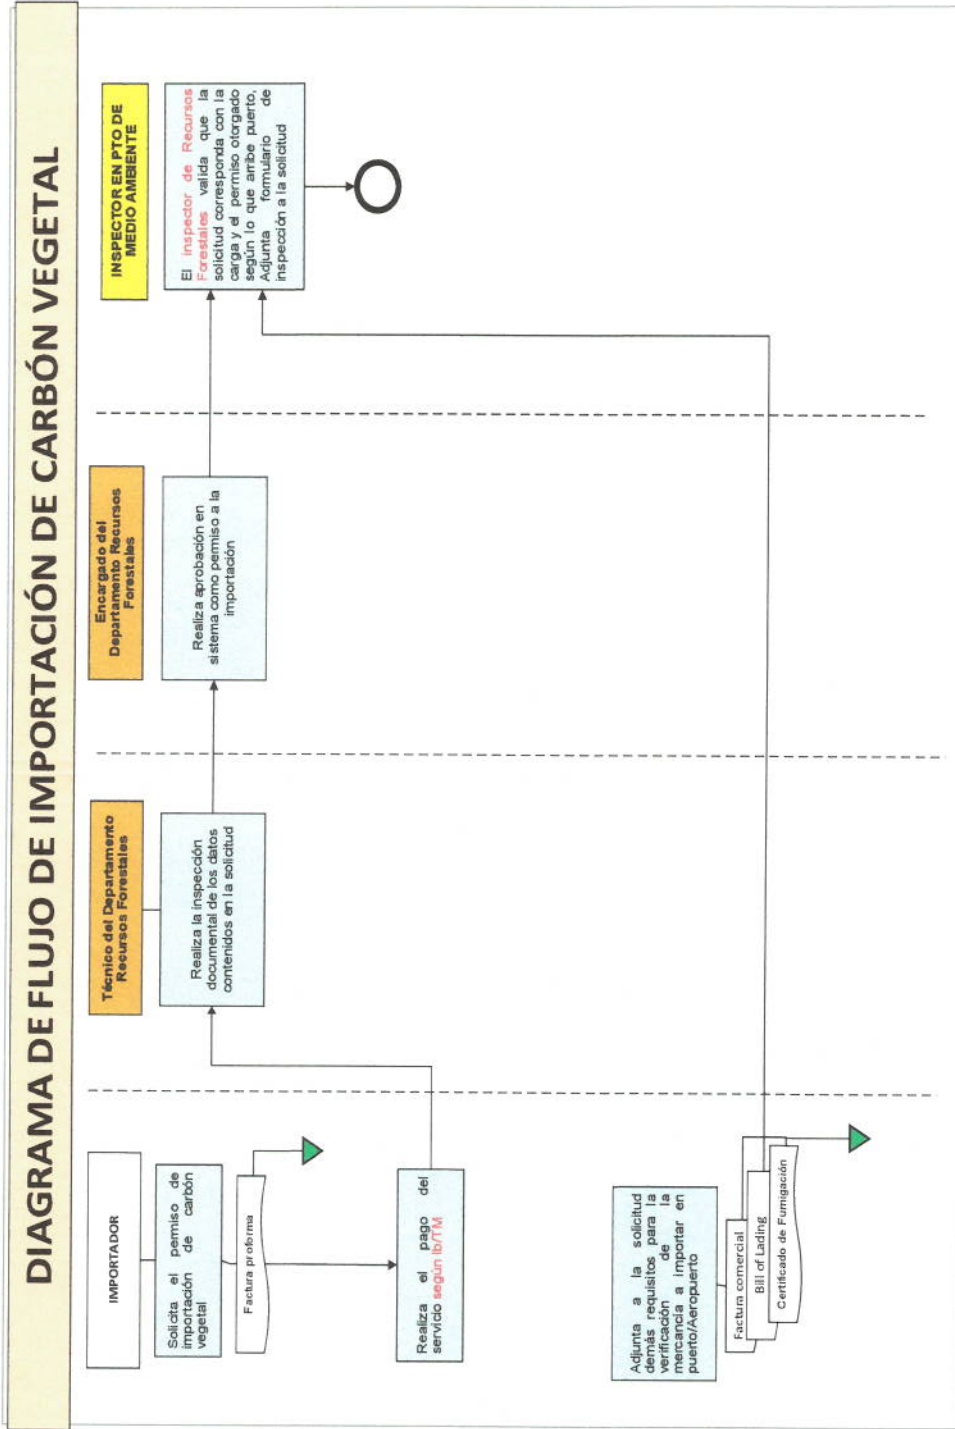 DIAGRAMA DE FLUJO DE IMPORTACIÓN DE CARBÓN VEGETAL
IMPORTADOR
Solicita el permiso de
importación de carbón
vegetal
Factura proforma
Realiza el pago del
servicio según lb/TM
Adjunta a la solicitud
demás requisitos para la
verificación de la
mercancía a importar en
puerto/Aeropuerto
Factura comercial
Bill of Lading
Certificado de Fumigación
Técnico del Departamento
Recursos Forestales
Realiza la inspección
documental de los datos
contenidos en la solicitud
Encargado del
Departamento Recursos
Forestales
Realiza aprobación en
sistema como permiso a la
importación
INSPECTOR EN PTO DE
MEDIO AMBIENTE
El inspector de Recursos
Forestales valida que la
solicitud corresponda con la
carga y el permiso otorgado
según lo que arribe puerto,
Adjunta formulario de
inspección a la solicitud